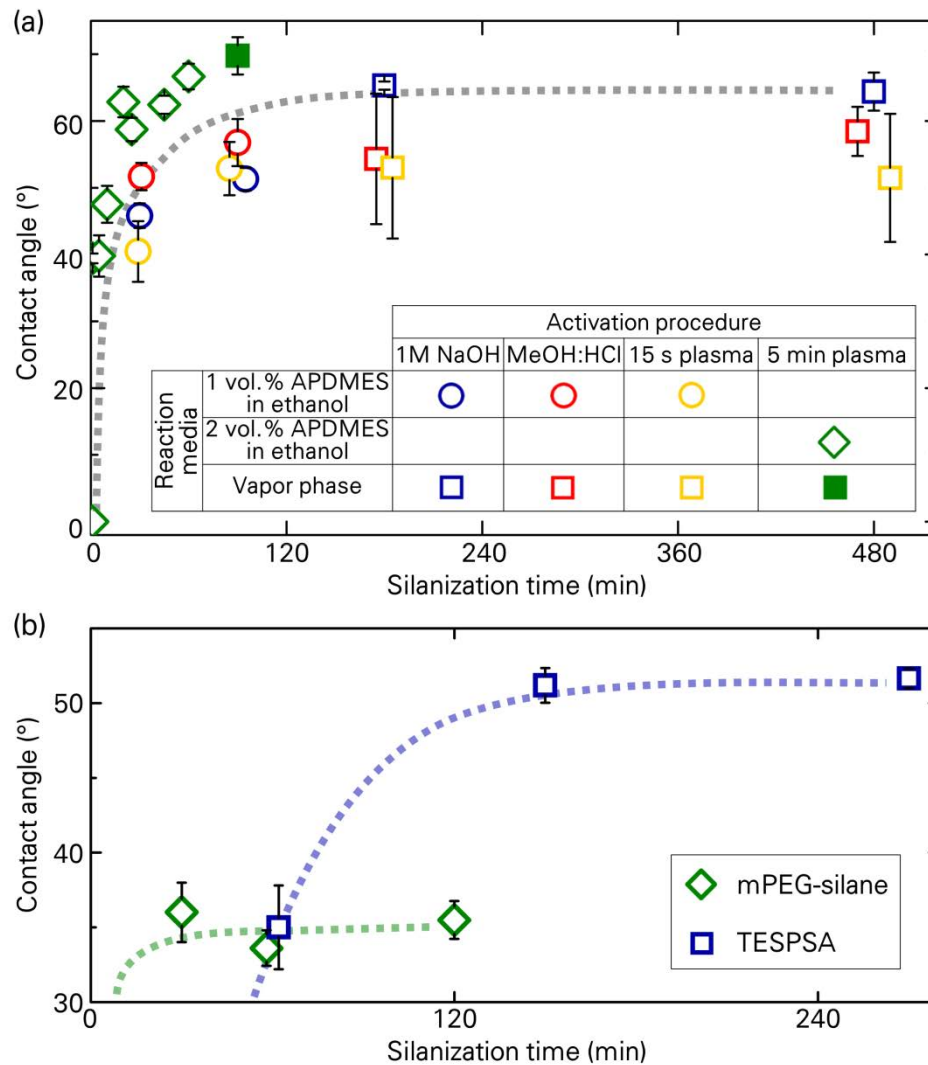 (a)
Contact angle (°)
60
40
20
0
Activation procedure
1M NaOH MeOH:HCl 15 s plasma 5 min plasma
Reaction media
1 vol.% APDMES
in ethanol
2 vol.% APDMES
in ethanol
Vapor phase
0 120 240 360 480
Silanization time (min)
(b)
Contact angle (°)
50
40
30
mPEG-silane
TESPSA
0 120 240
Silanization time (min)